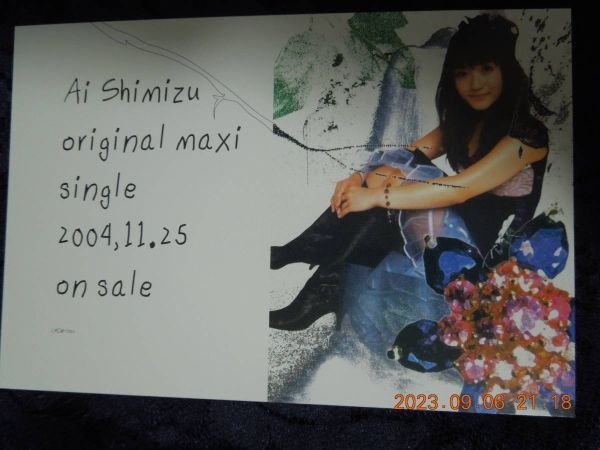 Ai Shimizu
original maxi
single
2004,11.25
on sale
2023.09.06 21:18